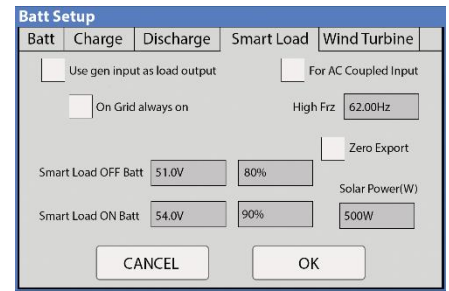 Batt Setup
Batt Charge Discharge Smart Load Wind Turbine
Use gen input as load output For AC Coupled Input
On Grid always on High Frz 62.00Hz
Zero Export
Smart Load OFF Batt 51.0V 80%
Solar Power(W)
Smart Load ON Batt 54.0V 90% 500W
CANCEL OK